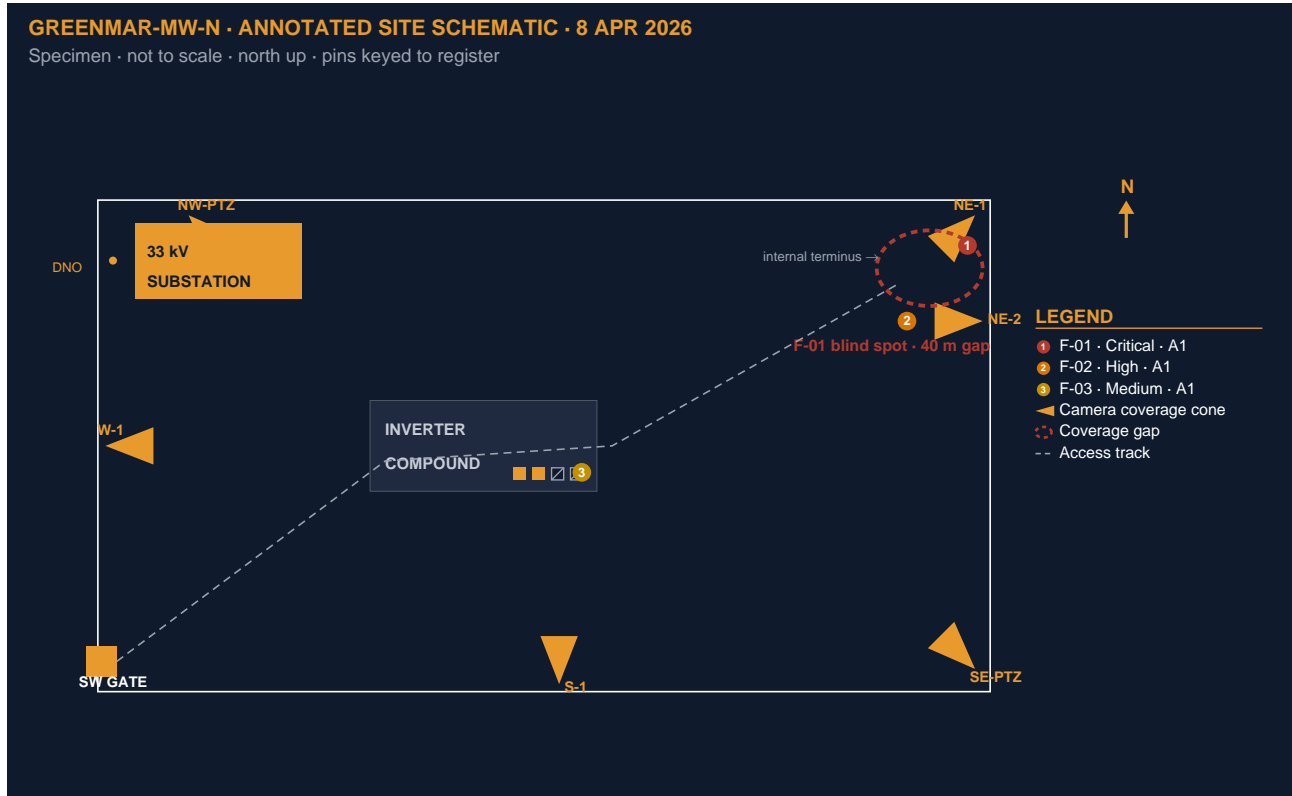 GREENMAR-MW-N · ANNOTATED SITE SCHEMATIC · 8 APR 2026
Specimen · not to scale · north up · pins keyed to register
N
NW-PTZ
NE-1
33 kV
SUBSTATION
DNO
internal terminus →
1
2
NE-2
F-01 blind spot · 40 m gap
LEGEND
1 F-01 · Critical · A1
2 F-02 · High · A1
3 F-03 · Medium · A1
Camera coverage cone
Coverage gap
Access track
W-1
INVERTER
COMPOUND
3
SW GATE
S-1
SE-PTZ